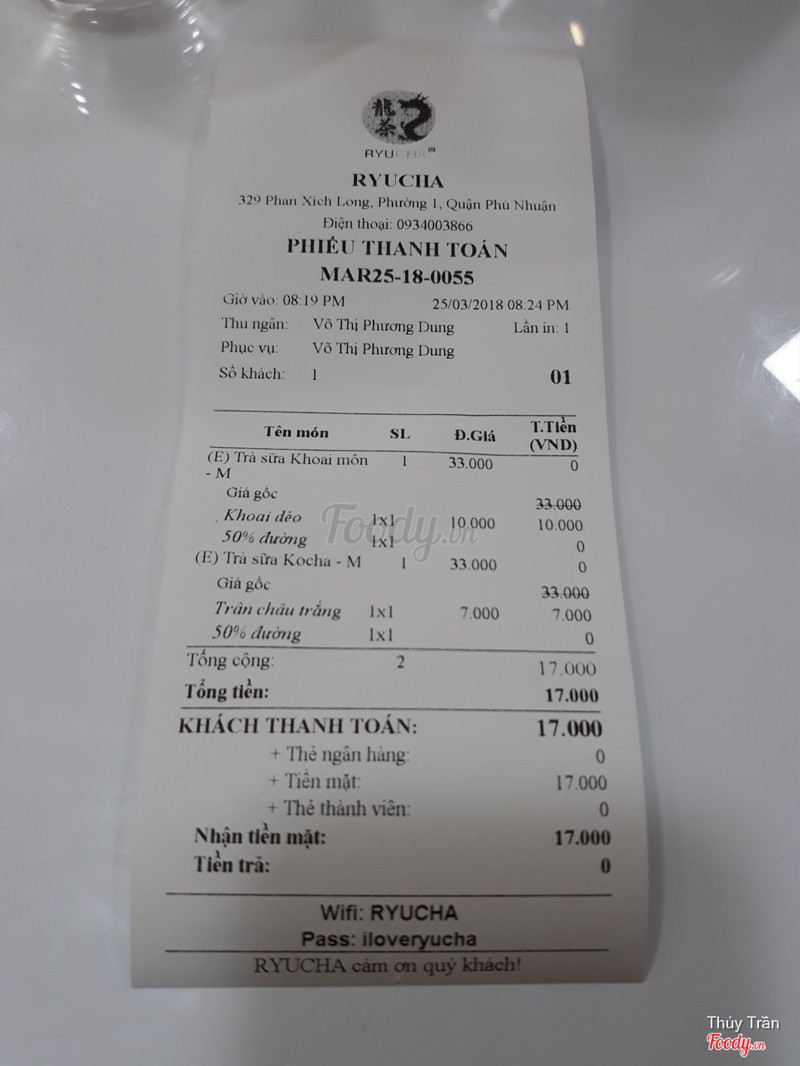 龍茶
RYUCHA
RYUCHA
329 Phan Xích Long, Phường 1, Quận Phú Nhuận
Điện thoại: 0934003866
PHIẾU THANH TOÁN
MAR25-18-0055
Giờ vào: 08:19 PM 25/03/2018 08:24 PM
Thu ngân: Võ Thị Phương Dung Lần in: 1
Phục vụ: Võ Thị Phương Dung
Số khách: 1 01
Tên món SL Đ.Giá T.Tiền (VND)
(E) Trà sữa Khoai môn 1 33.000 0
- M
Giá gốc 33.000
. Khoai dẻo 1x1 10.000 10.000
50% đường 1x1 0
(E) Trà sữa Kocha - M 1 33.000 0
Giá gốc 33.000
Trân châu trắng 1x1 7.000 7.000
50% đường 1x1 0
Tổng cộng: 2 17.000
Tổng tiền: 17.000
KHÁCH THANH TOÁN: 17.000
+ Thẻ ngân hàng: 0
+ Tiền mặt: 17.000
+ Thẻ thành viên: 0
Nhận tiền mặt: 17.000
Tiền trả: 0
Wifi: RYUCHA
Pass: iloveryucha
RYUCHA cảm ơn quý khách!
Foody.vn
Thủy Trần
Foody.vn